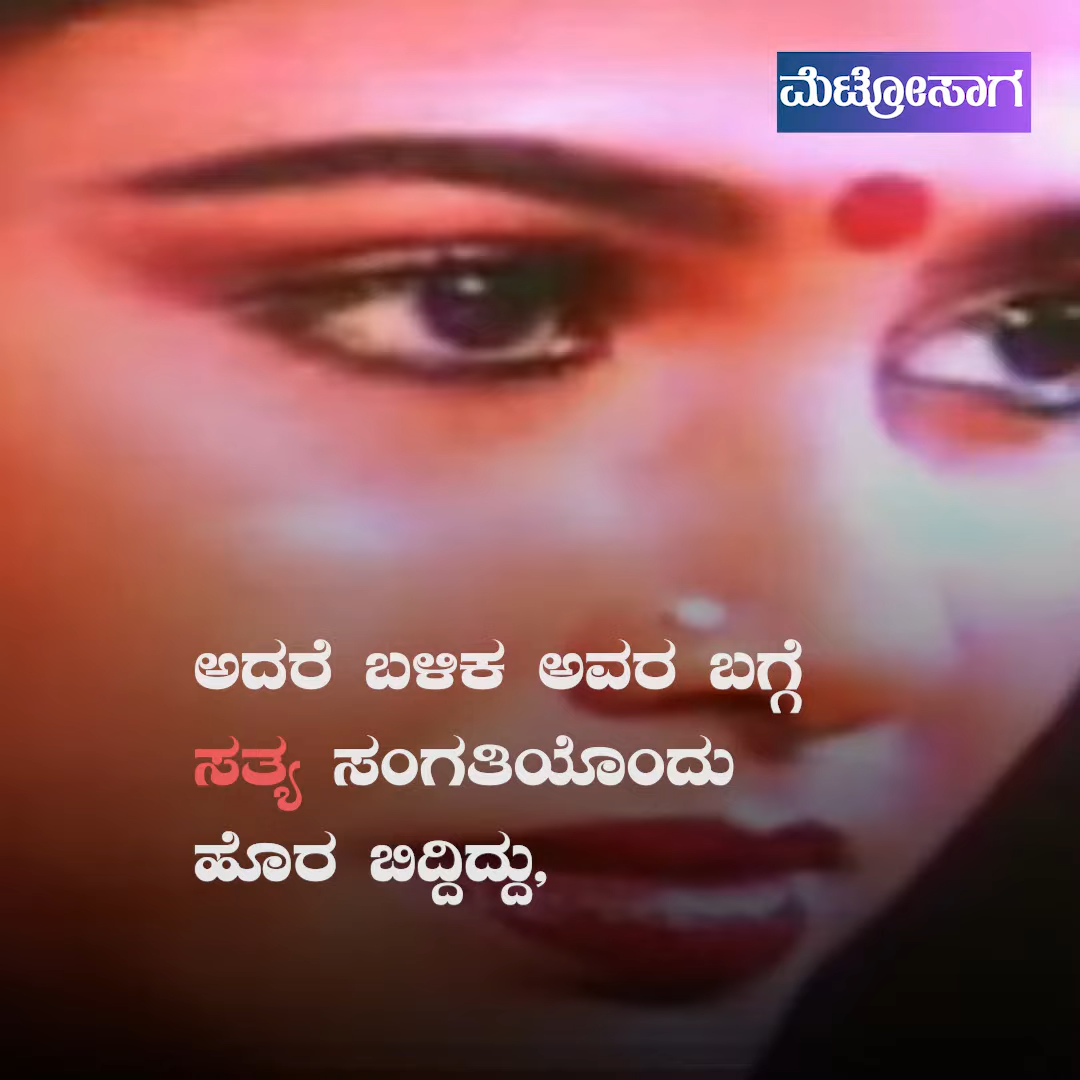 ಮೆಟ್ರೋಸಾಗ
ಅದರೆ ಬಳಿಕ ಅವರ ಬಗ್ಗೆ
ಸತ್ಯ ಸಂಗತಿಯೊಂದು
ಹೊರ ಬಿದ್ದಿದ್ದು,